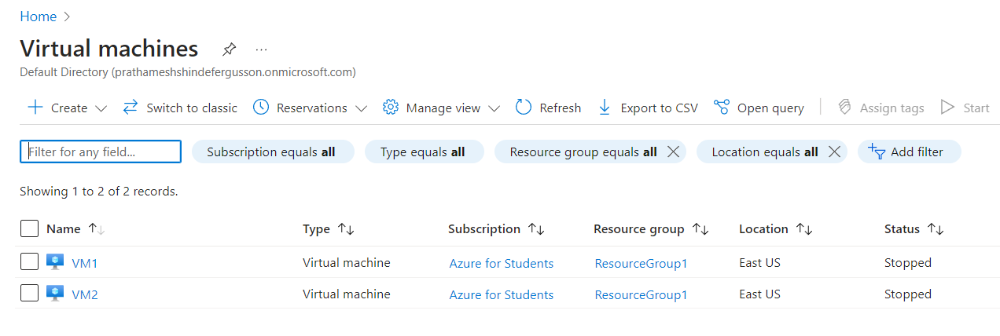 Home
Virtual machines
Default Directory (prathameshshindefergusson.onmicrosoft.com)
Create Switch to classic Reservations Manage view Refresh Export to CSV Open query Assign tags Start
Filter for any field... Subscription equals all Type equals all Resource group equals all Location equals all Add filter
Showing 1 to 2 of 2 records.
Name Type Subscription Resource group Location Status
VM1 Virtual machine Azure for Students ResourceGroup1 East US Stopped
VM2 Virtual machine Azure for Students ResourceGroup1 East US Stopped